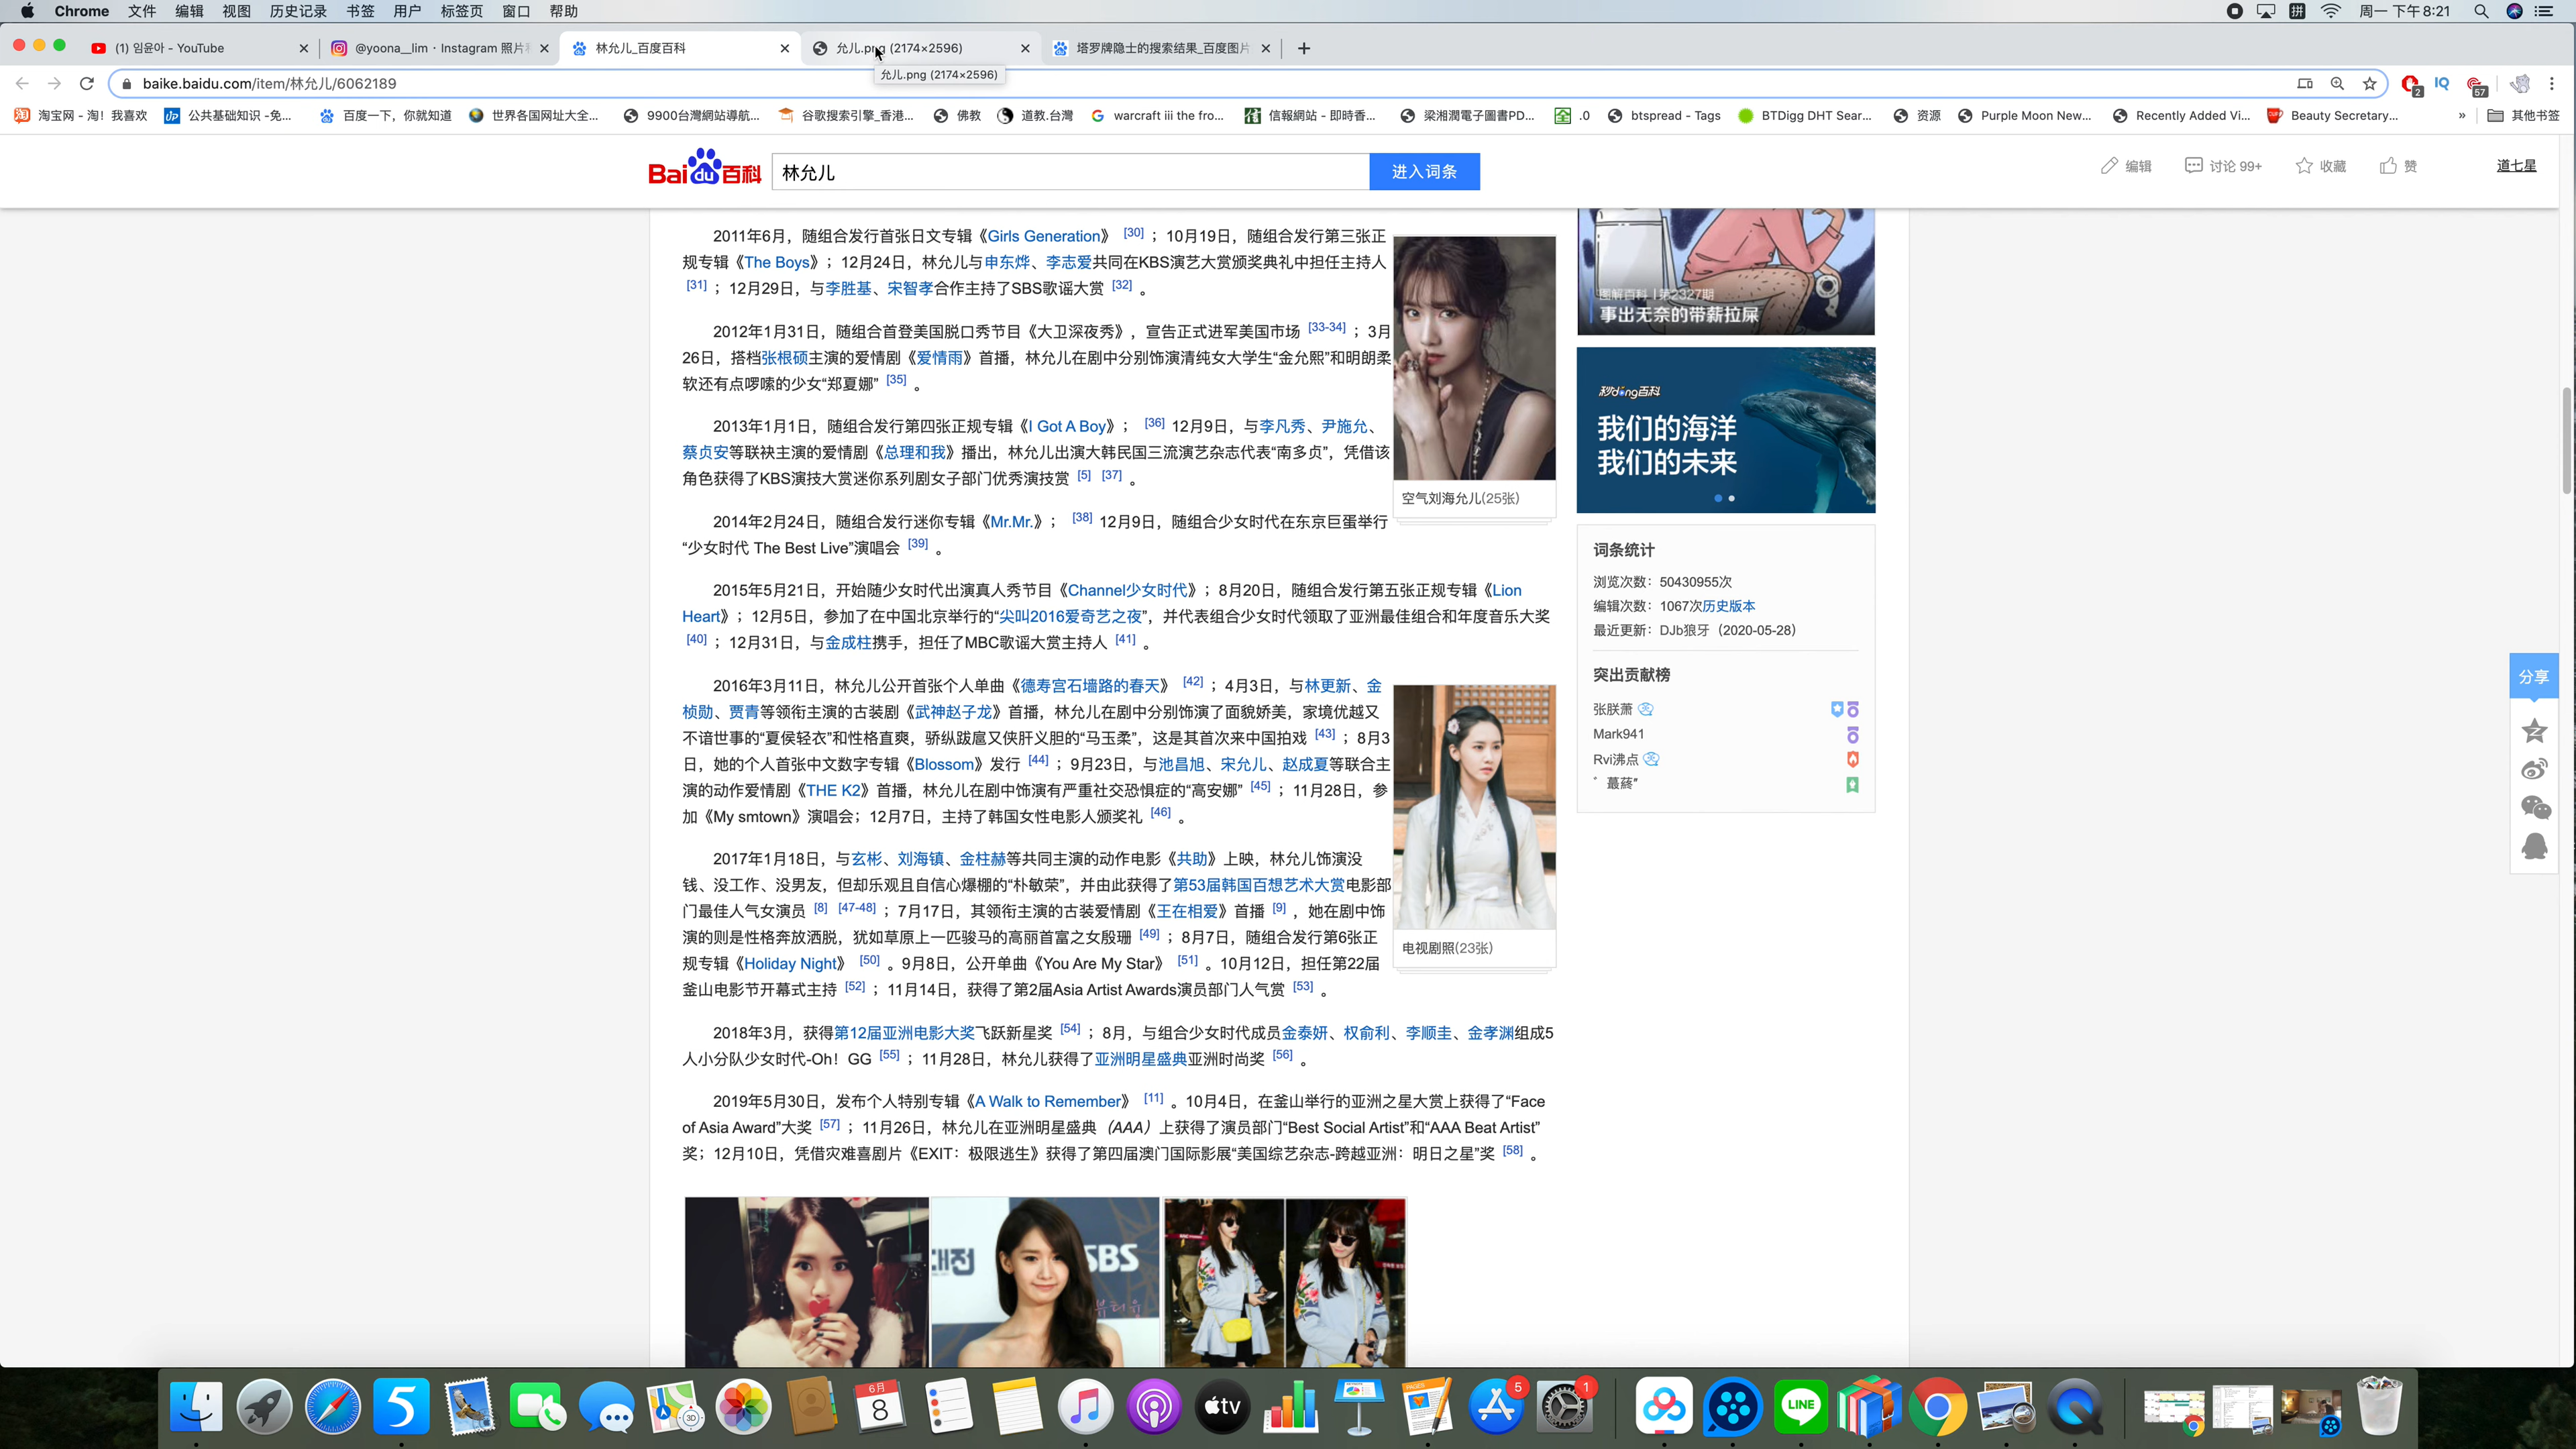 Chrome 文件 编辑 视图 历史记录 书签 用户 标签页 窗口 帮助 周一 下午8:21
(1) 임윤아 - YouTube @yoona__lim • Instagram 照片 林允儿_百度百科 允儿.png (2174×2596) 塔罗牌隐士的搜索结果_百度图片
允儿.png (2174×2596)
baike.baidu.com/item/林允儿/6062189 2 IQ 57
淘宝网 - 淘！我喜欢 公共基础知识 -免... 百度一下，你就知道 世界各国网址大全... 9900台灣網站導航... 谷歌搜索引擎_香港... 佛教 道教.台灣 warcraft iii the fro... 信報網站 - 即時香... 梁湘潤電子圖書PD... .0 btspread - Tags BTDigg DHT Sear... 资源 Purple Moon New... Recently Added Vi... Beauty Secretary... » 其他书签
Bai du 百科 林允儿 进入词条 编辑 讨论 99+ 收藏 赞 道七星
2011年6月，随组合发行首张日文专辑《Girls Generation》 [30] ；10月19日，随组合发行第三张正
规专辑《The Boys》；12月24日，林允儿与申东烨、李志爱共同在KBS演艺大赏颁奖典礼中担任主持人
[31] ；12月29日，与李胜基、宋智孝合作主持了SBS歌谣大赏 [32] 。
2012年1月31日，随组合首登美国脱口秀节目《大卫深夜秀》，宣告正式进军美国市场 [33-34] ；3月
26日，搭档张根硕主演的爱情剧《爱情雨》首播，林允儿在剧中分别饰演清纯女大学生“金允熙”和明朗柔
软还有点啰嗦的少女“郑夏娜” [35] 。
2013年1月1日，随组合发行第四张正规专辑《I Got A Boy》； [36] 12月9日，与李凡秀、尹施允、
蔡贞安等联袂主演的爱情剧《总理和我》播出，林允儿出演大韩民国三流演艺杂志代表“南多贞”，凭借该
角色获得了KBS演技大赏迷你系列剧女子部门优秀演技赏 [5] [37] 。
空气刘海允儿(25张)
2014年2月24日，随组合发行迷你专辑《Mr.Mr.》； [38] 12月9日，随组合少女时代在东京巨蛋举行
“少女时代 The Best Live”演唱会 [39] 。
2015年5月21日，开始随少女时代出演真人秀节目《Channel少女时代》；8月20日，随组合发行第五张正规专辑《Lion
Heart》；12月5日，参加了在中国北京举行的“尖叫2016爱奇艺之夜”，并代表组合少女时代领取了亚洲最佳组合和年度音乐大奖
[40] ；12月31日，与金成柱携手，担任了MBC歌谣大赏主持人 [41] 。
2016年3月11日，林允儿公开首张个人单曲《德寿宫石墙路的春天》 [42] ；4月3日，与林更新、金
桢勋、贾青等领衔主演的古装剧《武神赵子龙》首播，林允儿在剧中分别饰演了面貌娇美，家境优越又
不谙世事的“夏侯轻衣”和性格直爽，骄纵跋扈又侠肝义胆的“马玉柔”，这是其首次来中国拍戏 [43] ；8月3
日，她的个人首张中文数字专辑《Blossom》发行 [44] ；9月23日，与池昌旭、宋允儿、赵成夏等联合主
演的动作爱情剧《THE K2》首播，林允儿在剧中饰演有严重社交恐惧症的“高安娜” [45] ；11月28日，参
加《My smtown》演唱会；12月7日，主持了韩国女性电影人颁奖礼 [46] 。
2017年1月18日，与玄彬、刘海镇、金柱赫等共同主演的动作电影《共助》上映，林允儿饰演没
钱、没工作、没男友，但却乐观且自信心爆棚的“朴敏荣”，并由此获得了第53届韩国百想艺术大赏电影部
门最佳人气女演员 [8] [47-48] ；7月17日，其领衔主演的古装爱情剧《王在相爱》首播 [9] ，她在剧中饰
演的则是性格奔放洒脱，犹如草原上一匹骏马的高丽首富之女殷珊 [49] ；8月7日，随组合发行第6张正
规专辑《Holiday Night》 [50] 。9月8日，公开单曲《You Are My Star》 [51] 。10月12日，担任第22届
釜山电影节开幕式主持 [52] ；11月14日，获得了第2届Asia Artist Awards演员部门人气赏 [53] 。
电视剧照(23张)
2018年3月，获得第12届亚洲电影大奖飞跃新星奖 [54] ；8月，与组合少女时代成员金泰妍、权俞利、李顺圭、金孝渊组成5
人小分队少女时代-Oh！GG [55] ；11月28日，林允儿获得了亚洲明星盛典亚洲时尚奖 [56] 。
2019年5月30日，发布个人特别专辑《A Walk to Remember》 [11] 。10月4日，在釜山举行的亚洲之星大赏上获得了“Face
of Asia Award”大奖 [57] ；11月26日，林允儿在亚洲明星盛典（AAA）上获得了演员部门“Best Social Artist”和“AAA Beat Artist”
奖；12月10日，凭借灾难喜剧片《EXIT：极限逃生》获得了第四届澳门国际影展“美国综艺杂志-跨越亚洲：明日之星”奖 [58] 。
SBS
图解百科 | 第2327期
事出无奈的带薪拉屎
秒dǒng百科
我们的海洋
我们的未来
词条统计
浏览次数：50430955次
编辑次数：1067次历史版本
最近更新：DJb狼牙（2020-05-28）
突出贡献榜
张朕萧
Mark941
Rvi沸点
分享
6月
8
3D
tv
PAGES
5
1
LINE